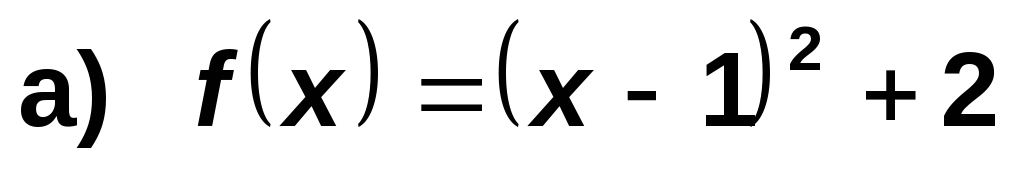 a) f(x) = (x - 1)² + 2